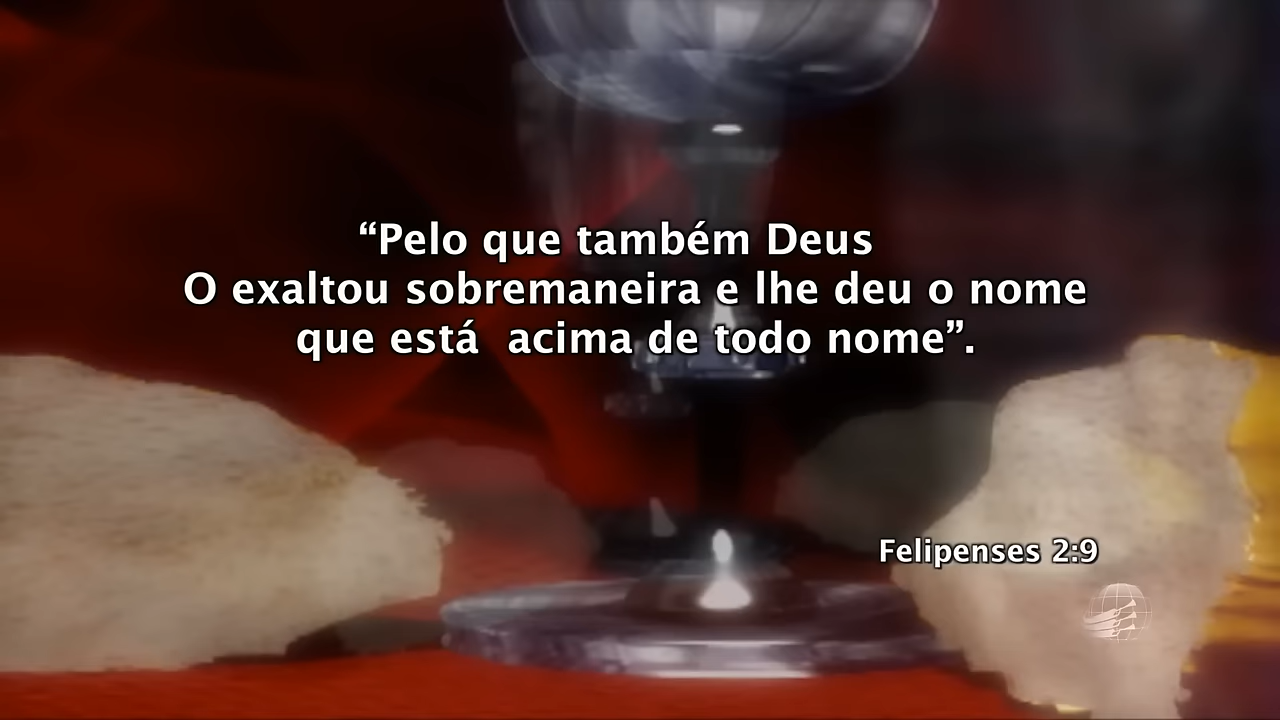 “Pelo que também Deus
O exaltou sobremaneira e lhe deu o nome
que está  acima de todo nome”.
Felipenses 2:9